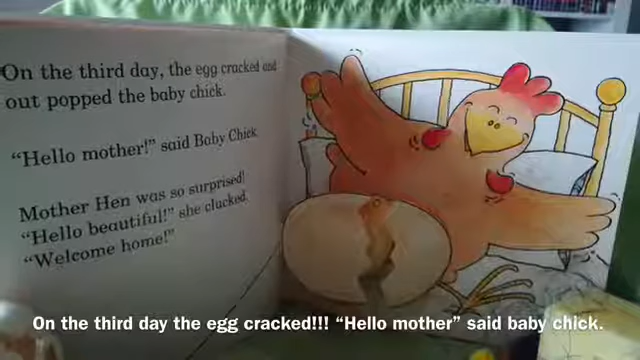 On the third day, the egg cracked and
out popped the baby chick.
"Hello mother!" said Baby Chick
Mother Hen was so surprised!
"Hello beautiful!" she clucked.
"Welcome home!"
On the third day the egg cracked!!! "Hello mother" said baby chick.